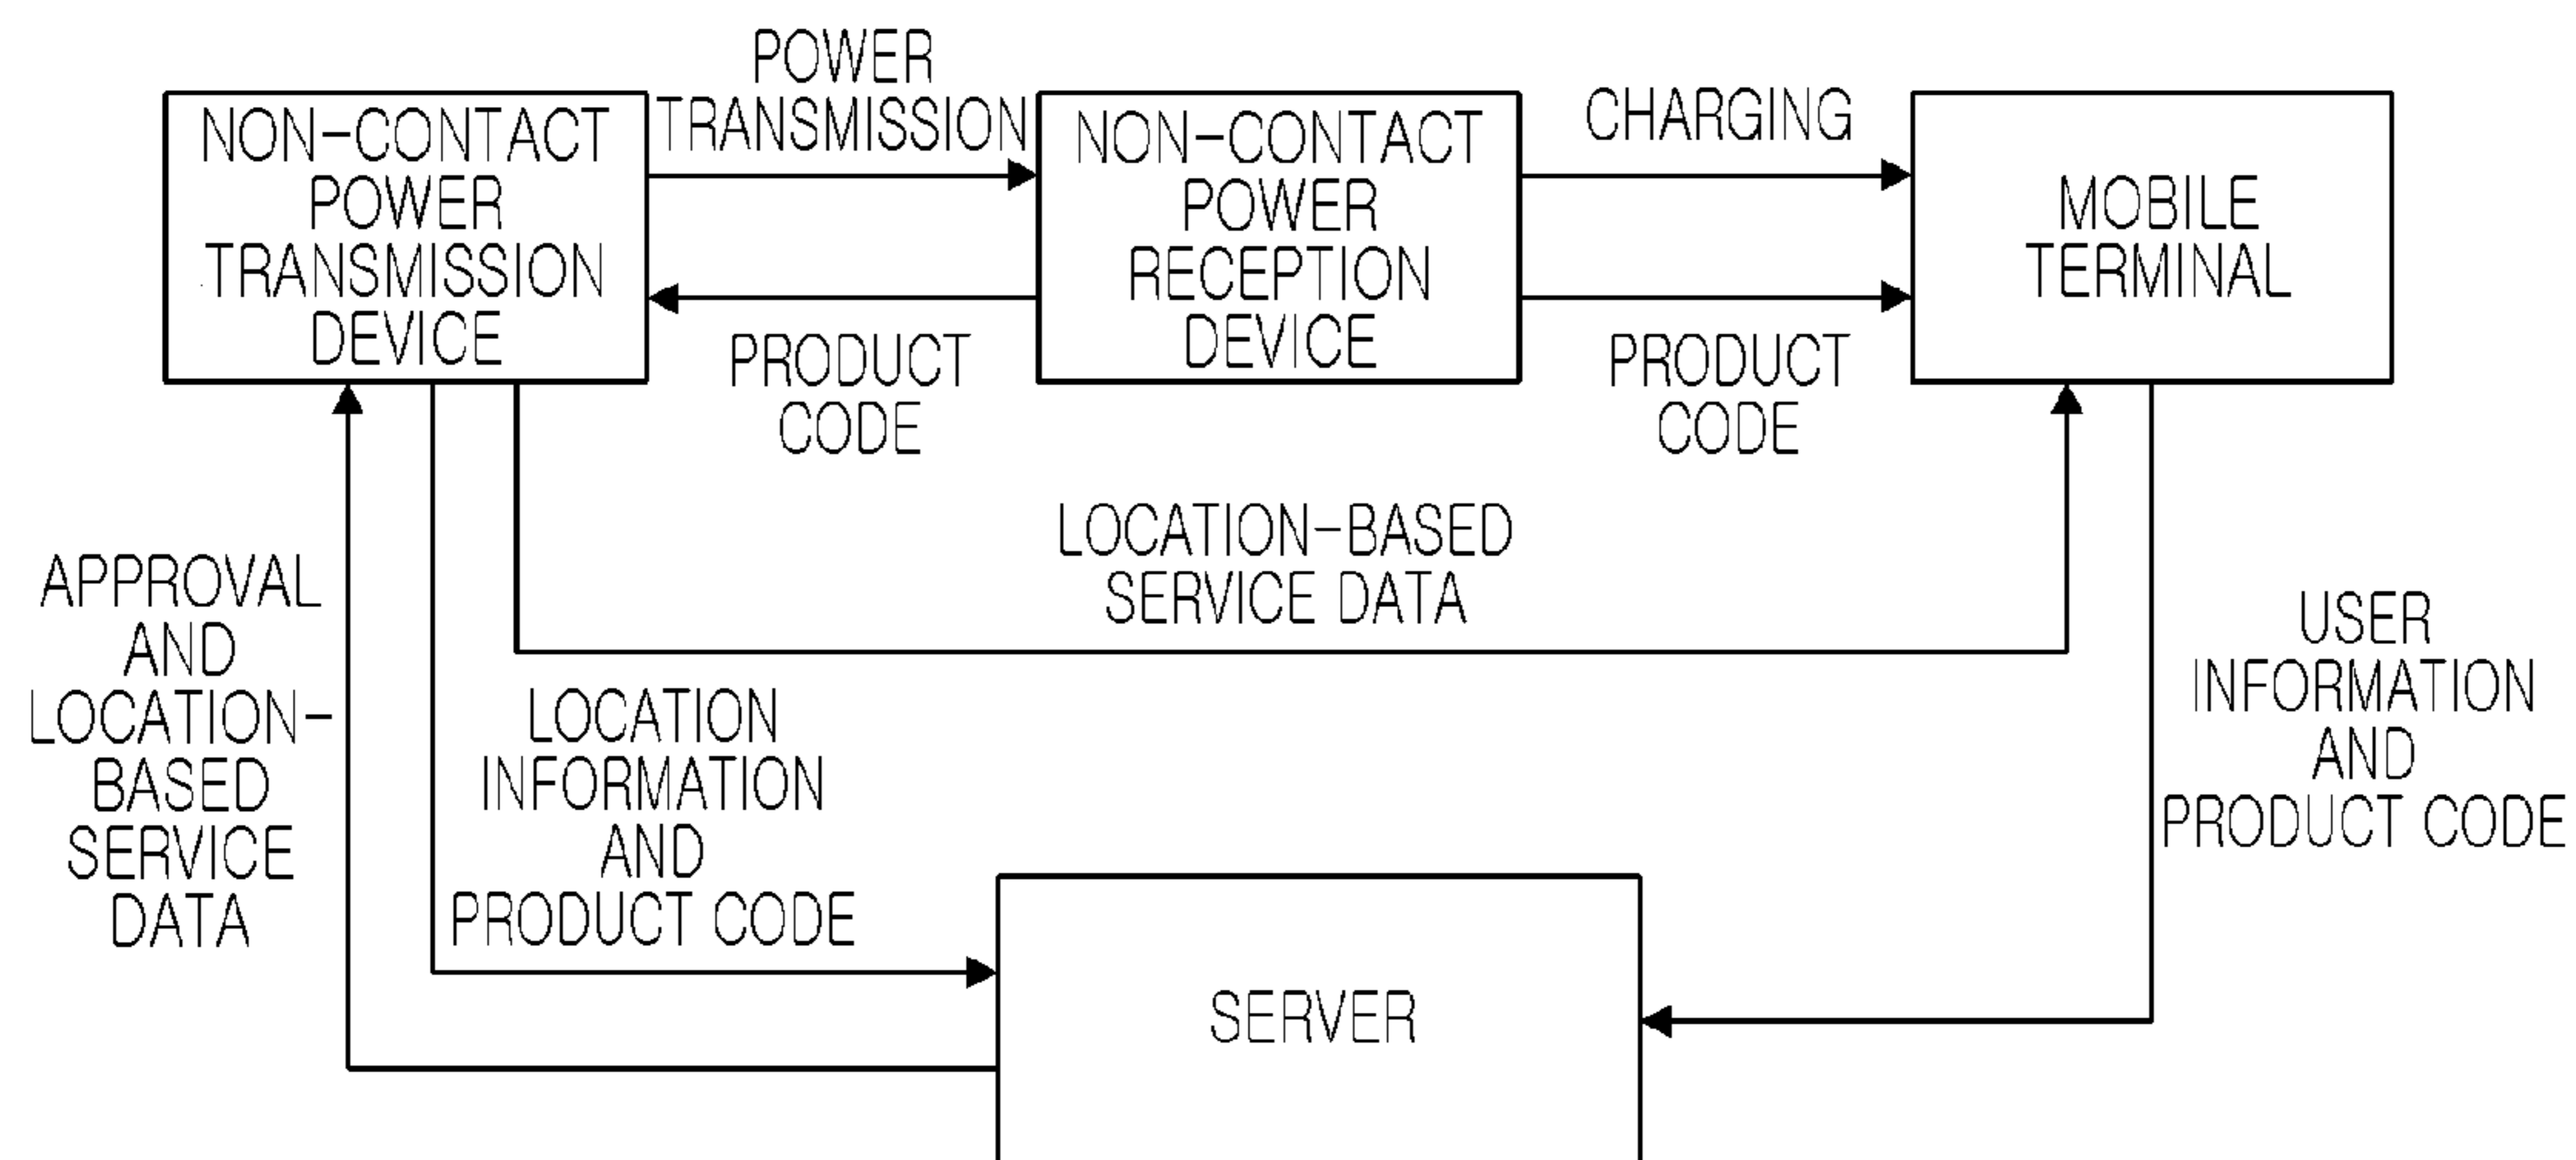 POWER
TRANSMISSION
NON-CONTACT
POWER
TRANSMISSION
DEVICE
NON-CONTACT
POWER
RECEPTION
DEVICE
CHARGING
MOBILE
TERMINAL
PRODUCT
CODE
PRODUCT
CODE
LOCATION-BASED
SERVICE DATA
APPROVAL
AND
LOCATION-
BASED
SERVICE
DATA
LOCATION
INFORMATION
AND
PRODUCT CODE
USER
INFORMATION
AND
PRODUCT CODE
SERVER